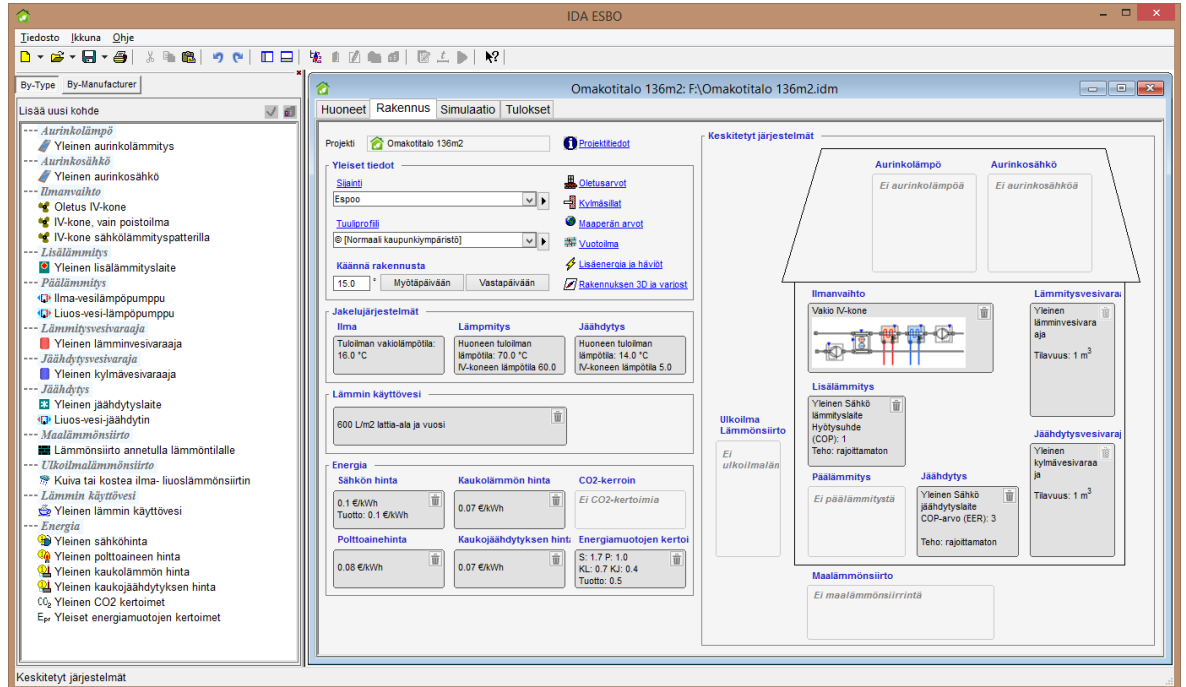 IDA ESBO
Tiedosto Ikkuna Ohje
By-Type By-Manufacturer
Lisää uusi kohde
--- Aurinkolämpö
Yleinen aurinkolämmitys
--- Aurinkosähkö
Yleinen aurinkosähkö
--- Ilmanvaihto
Oletus IV-kone
IV-kone, vain poistoilma
IV-kone sähkölämmityspatterilla
--- Lisälämmitys
Yleinen lisälämmityslaite
--- Päälämmitys
Ilma-vesilämpöpumppu
Liuos-vesi-lämpöpumppu
--- Lämmitysvesivaraaja
Yleinen lämminvesivaraaja
--- Jäähdytysvesivaraja
Yleinen kylmävesivaraaja
--- Jäähdytys
Yleinen jäähdytyslaite
Liuos-vesi-jäähdytin
--- Maalämmönsiirto
Lämmönsiirto annetulla lämmöntilalle
--- Ulkoilmalämmönsiirto
Kuiva tai kostea ilma- liuoslämmönsiirtin
--- Lämmin käyttövesi
Yleinen lämmin käyttövesi
--- Energia
Yleinen sähköhinta
Yleinen polttoaineen hinta
Yleinen kaukolämmön hinta
Yleinen kaukojäähdytyksen hinta
CO2 Yleinen CO2 kertoimet
Epr Yleiset energiamuotojen kertoimet
Keskitetyt järjestelmät
Omakotitalo 136m2: F:\Omakotitalo 136m2.idm
Huoneet Rakennus Simulaatio Tulokset
Projekti Omakotitalo 136m2 Projektitiedot
Yleiset tiedot
Sijainti
Espoo
Tuuliprofiili
© [Normaali kaupunkiympäristö]
Käännä rakennusta
15.0 ° Myötäpäivään Vastapäivään
Oletusarvot
Kylmäsillat
Maaperän arvot
Vuotoilma
Lisäenergia ja häviöt
Rakennuksen 3D ja varjost
Jakelujärjestelmät
Ilma
Tuloilman vakiolämpötila:
16.0 °C
Lämpmitys
Huoneen tuloilman
lämpötila: 70.0 °C
IV-koneen lämpötila 60.0
Jäähdytys
Huoneen tuloilman
lämpötila: 14.0 °C
IV-koneen lämpötila 5.0
Lämmin käyttövesi
600 L/m2 lattia-ala ja vuosi
Energia
Sähkön hinta
0.1 €/kWh
Tuotto: 0.1 €/kWh
Kaukolämmön hinta
0.07 €/kWh
CO2-kerroin
Ei CO2-kertoimia
Polttoainehinta
0.08 €/kWh
Kaukojäähdytyksen hint
0.07 €/kWh
Energiamuotojen kertoi
S: 1.7 P: 1.0
KL: 0.7 KJ: 0.4
Tuotto: 0.5
Keskitetyt järjestelmät
Aurinkolämpö
Ei aurinkolämpöä
Aurinkosähkö
Ei aurinkosähköä
Ilmanvaihto
Vakio IV-kone
Lämmitysvesivaraa
Yleinen
lämminvesivara
aja
Tilavuus: 1 m3
Lisälämmitys
Yleinen Sähkö
lämmityslaite
Hyötysuhde
(COP): 1
Teho: rajoittamaton
Ulkoilma
Lämmönsiirto
Ei
ulkoilmalän
Päälämmitys
Ei päälämmitystä
Jäähdytys
Yleinen Sähkö
jäähdytyslaite
COP-arvo (EER): 3
Teho: rajoittamaton
Jäähdytysvesivaraj
Yleinen
kylmävesivaraa
ja
Tilavuus: 1 m3
Maalämmönsiirto
Ei maalämmönsiirrintä